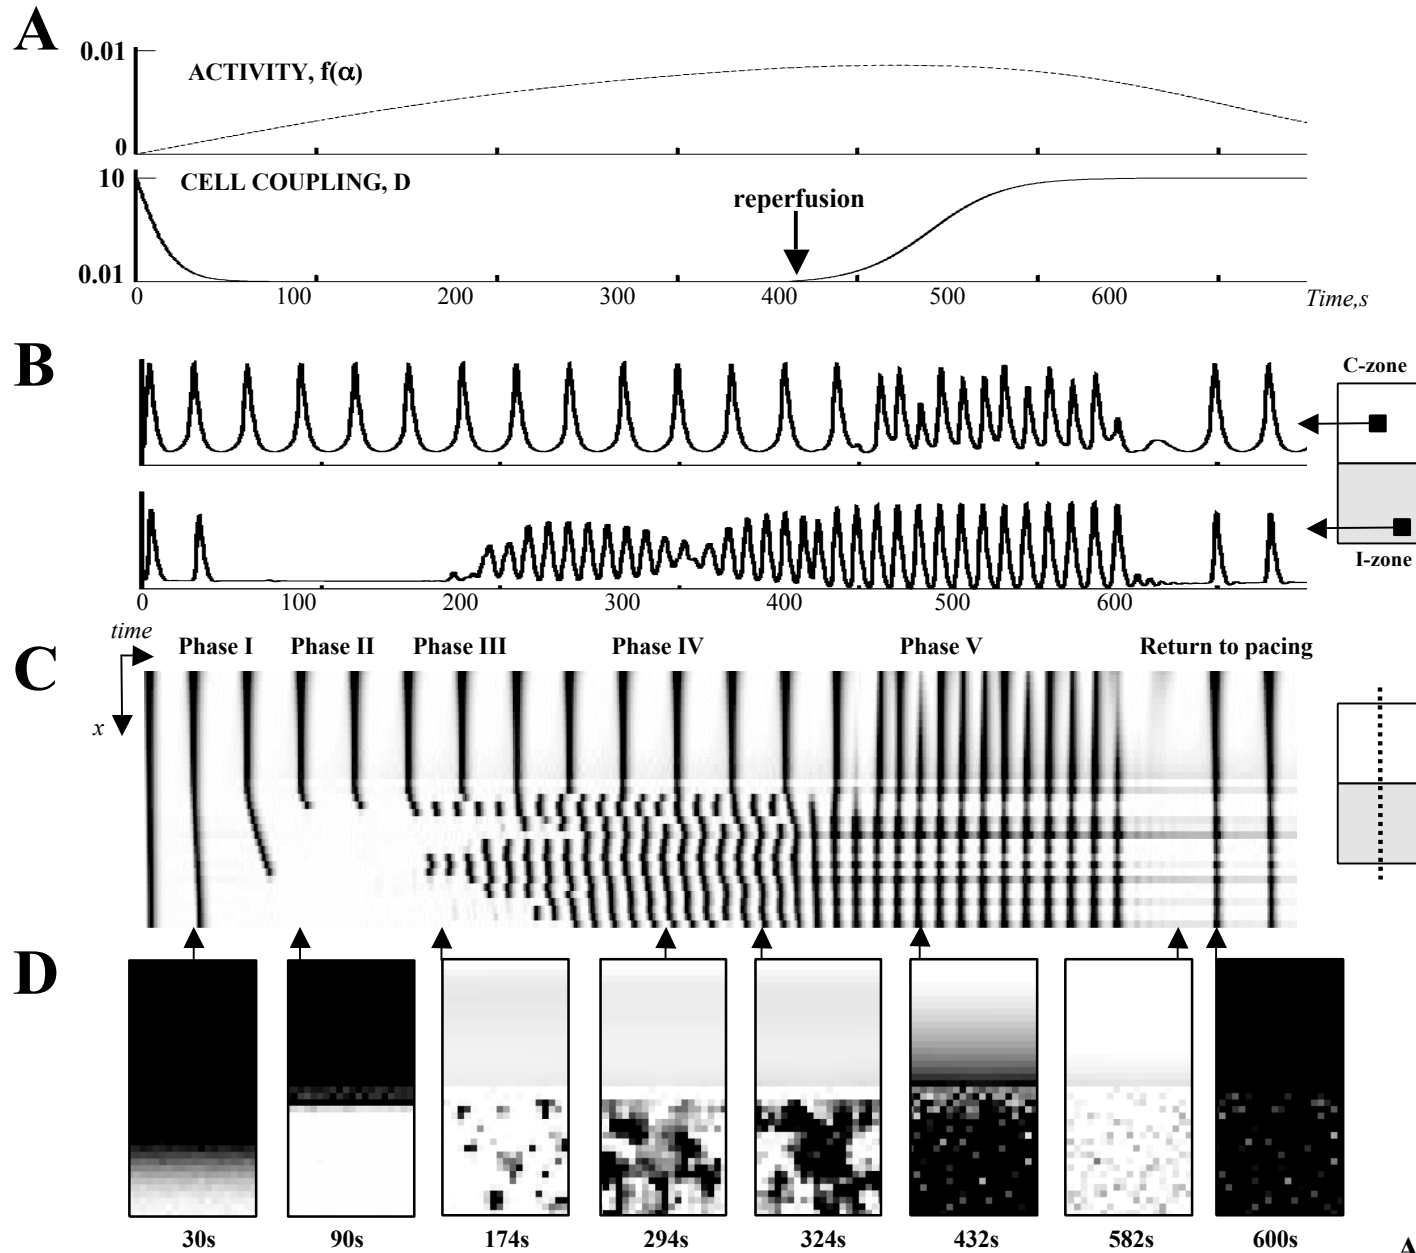 A
0.01
ACTIVITY, f(α)
0
10
CELL COUPLING, D
reperfusion
0.01
0 100 200 300 400 500 600 Time,s
B
C-zone
I-zone
0 100 200 300 400 500 600
time
Phase I Phase II Phase III Phase IV Phase V Return to pacing
C
x
D
30s 90s 174s 294s 324s 432s 582s 600s